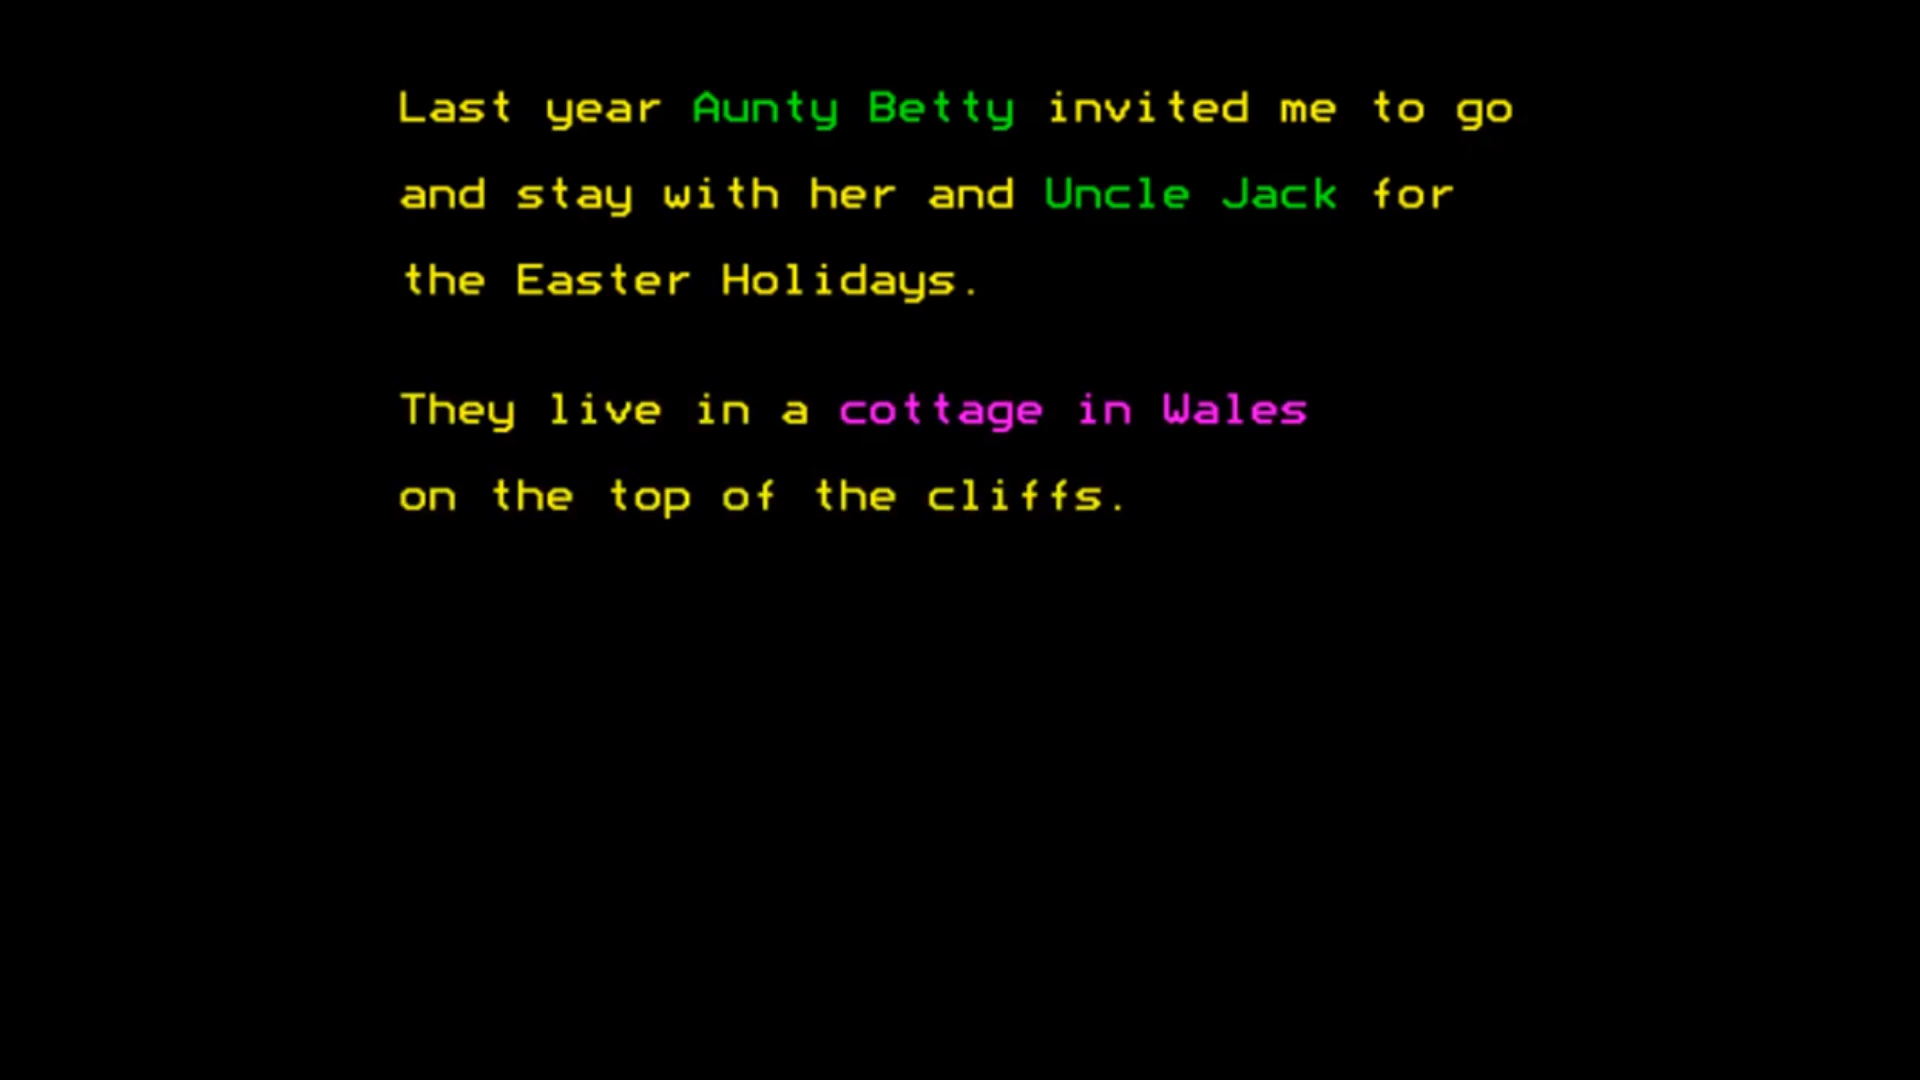 Last year Aunty Betty invited me to go
and stay with her and Uncle Jack for
the Easter Holidays.
They live in a cottage in Wales
on the top of the cliffs.